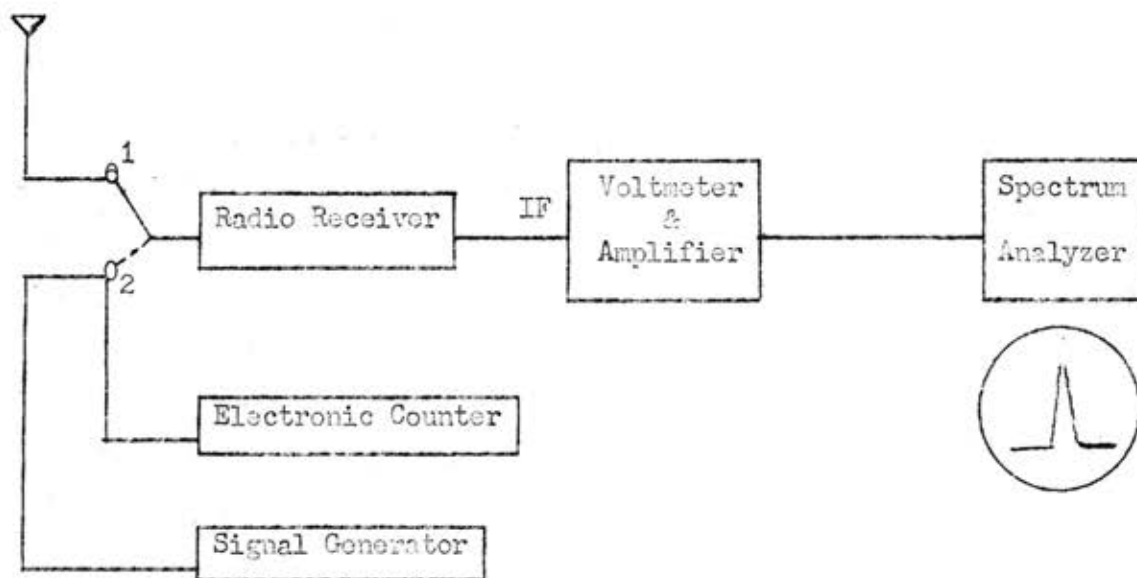 1
Radio Receiver
2
IF
Voltmeter
&
Amplifier
Spectrum
Analyzer
Electronic Counter
Signal Generator